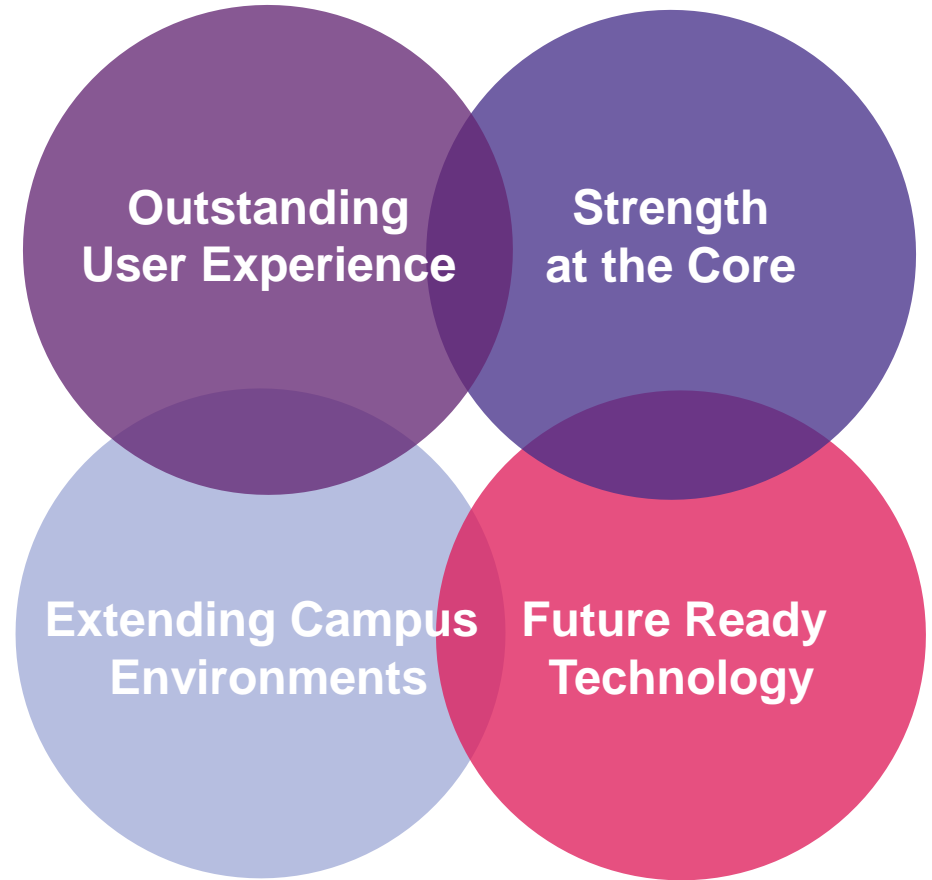 Outstanding
User Experience
Strength
at the Core
Extending Campus
Environments
Future Ready
Technology